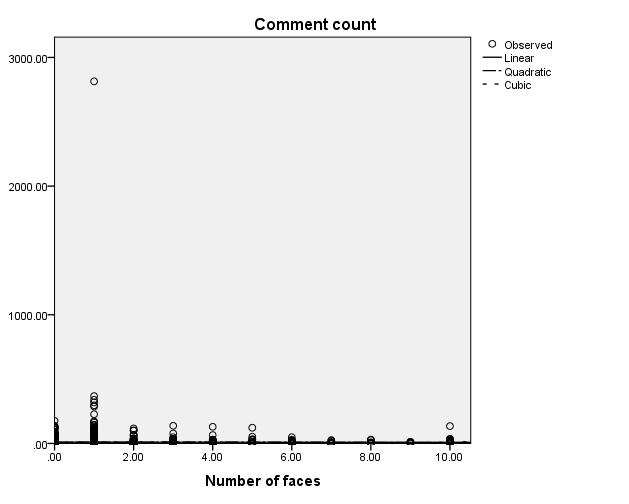 Comment count
Observed
Linear
Quadratic
Cubic
3000.00
2000.00
1000.00
.00
.00 2.00 4.00 6.00 8.00 10.00
Number of faces